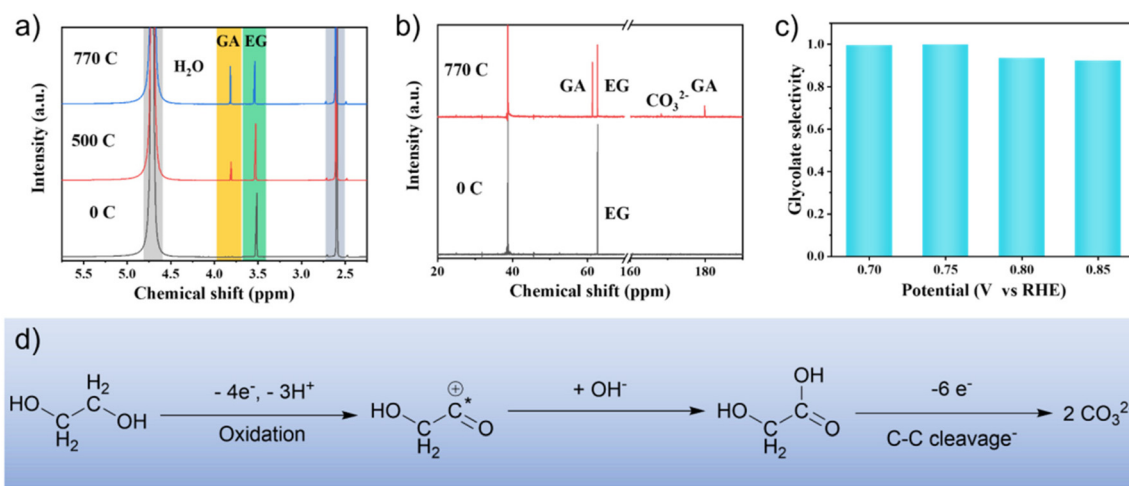 a)
770 C
H₂O
GA
EG
500 C
0 C
Intensity (a.u.)
5.5 5.0 4.5 4.0 3.5 3.0 2.5
Chemical shift (ppm)
b)
770 C
GA
EG
CO₃²⁻
GA
0 C
EG
Intensity (a.u.)
20 40 60 160 180
Chemical shift (ppm)
c)
Glycolate selectivity
1.0
0.8
0.6
0.4
0.2
0.0
0.70 0.75 0.80 0.85
Potential (V vs RHE)
d)
H₂
HO C
C OH
H₂
- 4e⁻, - 3H⁺
Oxidation
⊕
HO C*
C O
H₂
+ OH⁻
OH
HO C
C O
H₂
-6 e⁻
C-C cleavage⁻
2 CO₃²